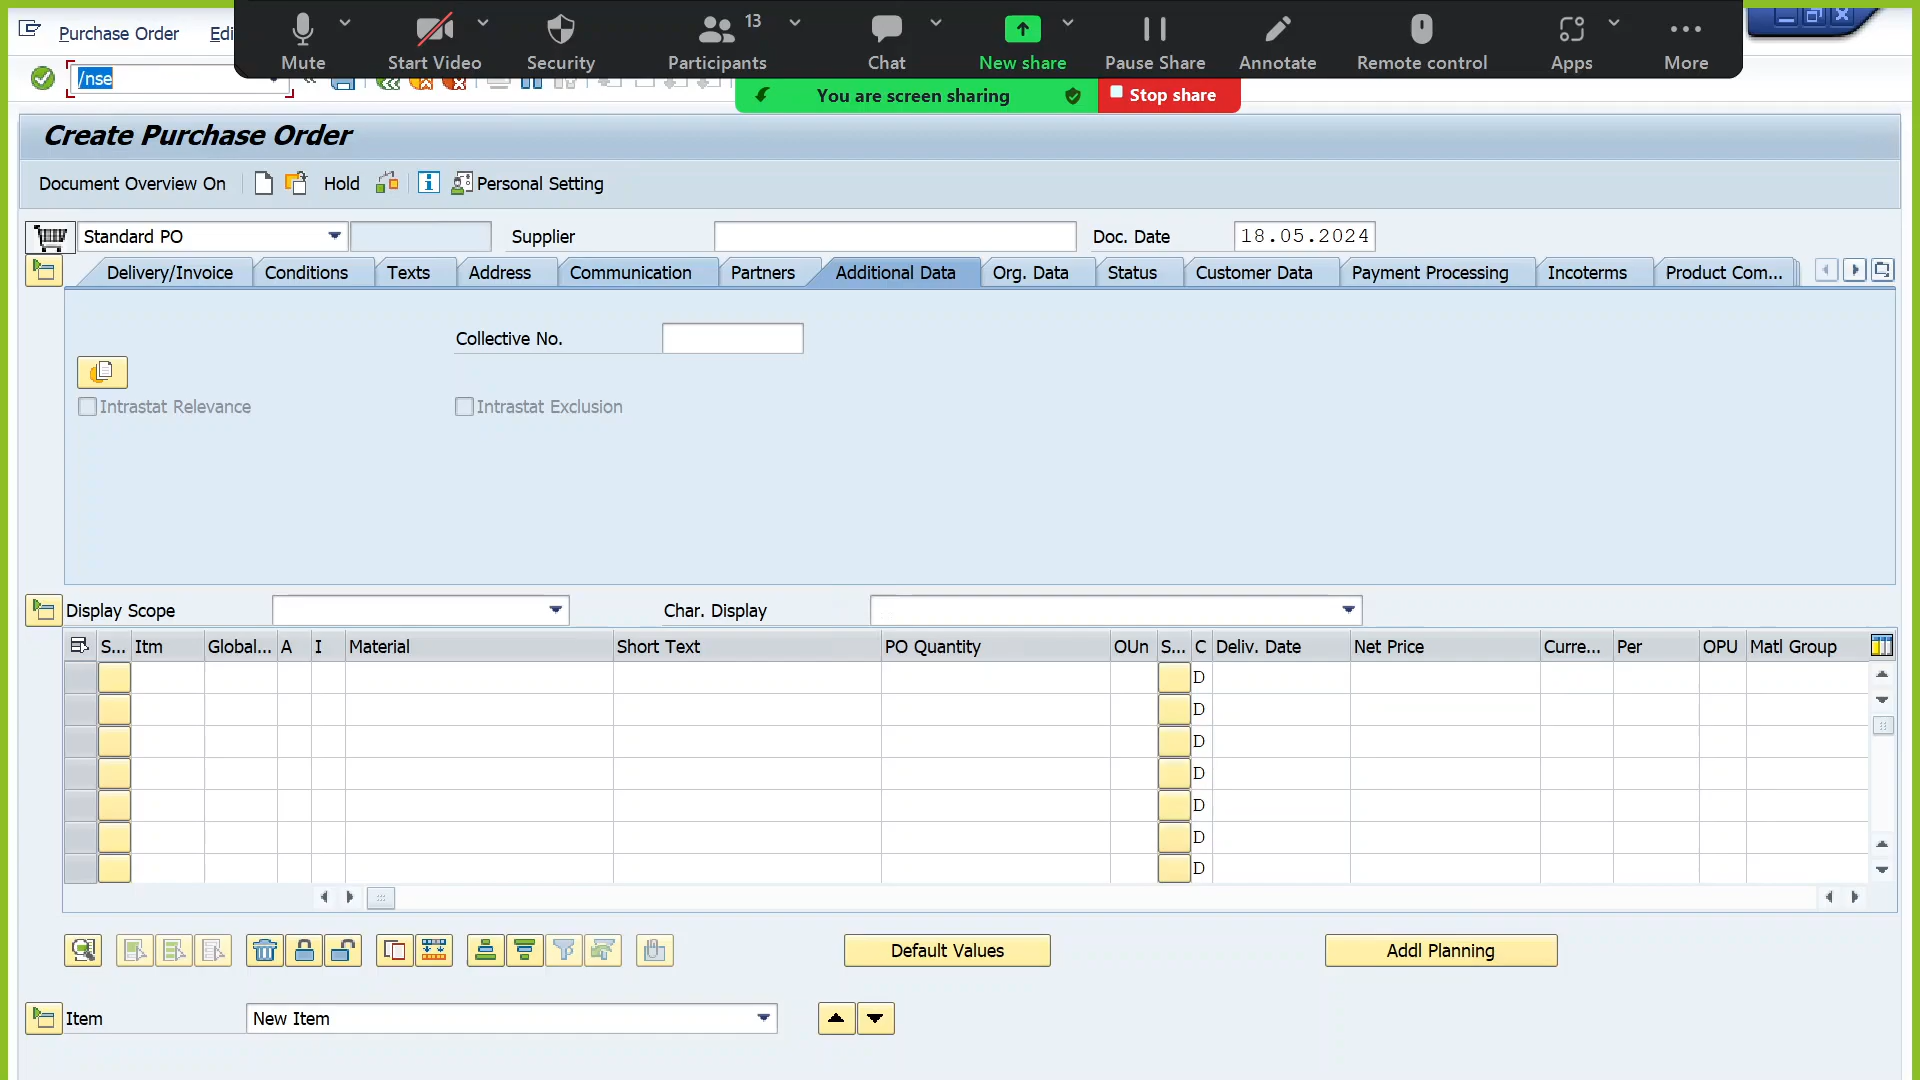 Purchase Order Edi
Mute Start Video Security Participants 13 Chat New share Pause Share Annotate Remote control Apps More
/nse
You are screen sharing Stop share
Create Purchase Order
Document Overview On Hold Personal Setting
Standard PO Supplier Doc. Date 18.05.2024
Delivery/Invoice Conditions Texts Address Communication Partners Additional Data Org. Data Status Customer Data Payment Processing Incoterms Product Com...
Collective No.
Intrastat Relevance Intrastat Exclusion
Display Scope Char. Display
S... Itm Global... A I Material Short Text PO Quantity OUn S... C Deliv. Date Net Price Curre... Per OPU Matl Group
D
D
D
D
D
D
D
Default Values Addl Planning
Item New Item